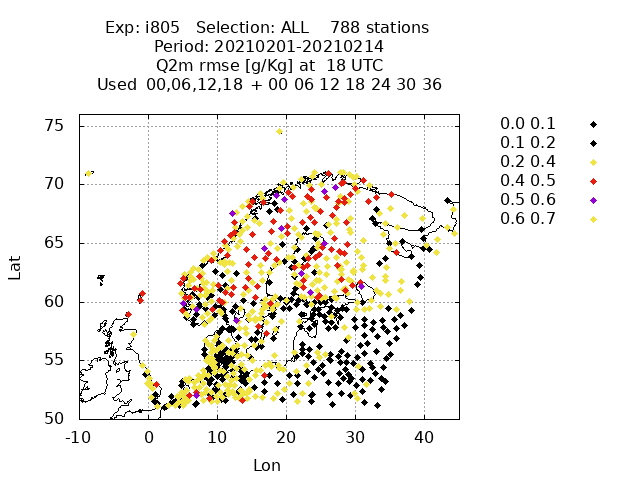 Exp: i805 Selection: ALL 788 stations
Period: 20210201-20210214
Q2m rmse [g/Kg] at 18 UTC
Used 00,06,12,18 + 00 06 12 18 24 30 36
0.0 0.1
0.1 0.2
0.2 0.4
0.4 0.5
0.5 0.6
0.6 0.7
75
70
65
60
55
50
Lat
-10 0 10 20 30 40
Lon